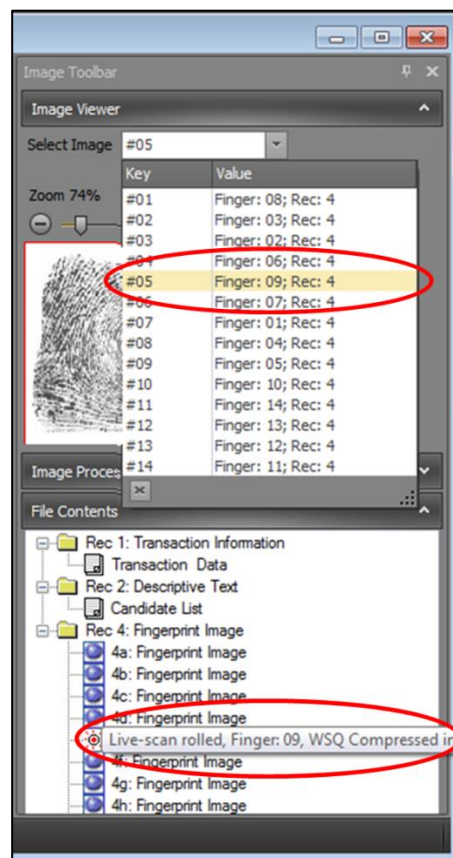 Image Toolbar
Image Viewer
Select Image #05
Key Value
Zoom 74%
#01 Finger: 08; Rec: 4
#02 Finger: 03; Rec: 4
#03 Finger: 02; Rec: 4
#04 Finger: 06; Rec: 4
#05 Finger: 09; Rec: 4
#06 Finger: 07; Rec: 4
#07 Finger: 01; Rec: 4
#08 Finger: 04; Rec: 4
#09 Finger: 05; Rec: 4
#10 Finger: 10; Rec: 4
#11 Finger: 14; Rec: 4
#12 Finger: 13; Rec: 4
#13 Finger: 12; Rec: 4
#14 Finger: 11; Rec: 4
Image Proces
File Contents
Rec 1: Transaction Information
Transaction Data
Rec 2: Descriptive Text
Candidate List
Rec 4: Fingerprint Image
4a: Fingerprint Image
4b: Fingerprint Image
4c: Fingerprint Image
4d: Fingerprint Image
Live-scan rolled, Finger: 09, WSQ Compressed in
4f: Fingerprint Image
4g: Fingerprint Image
4h: Fingerprint Image